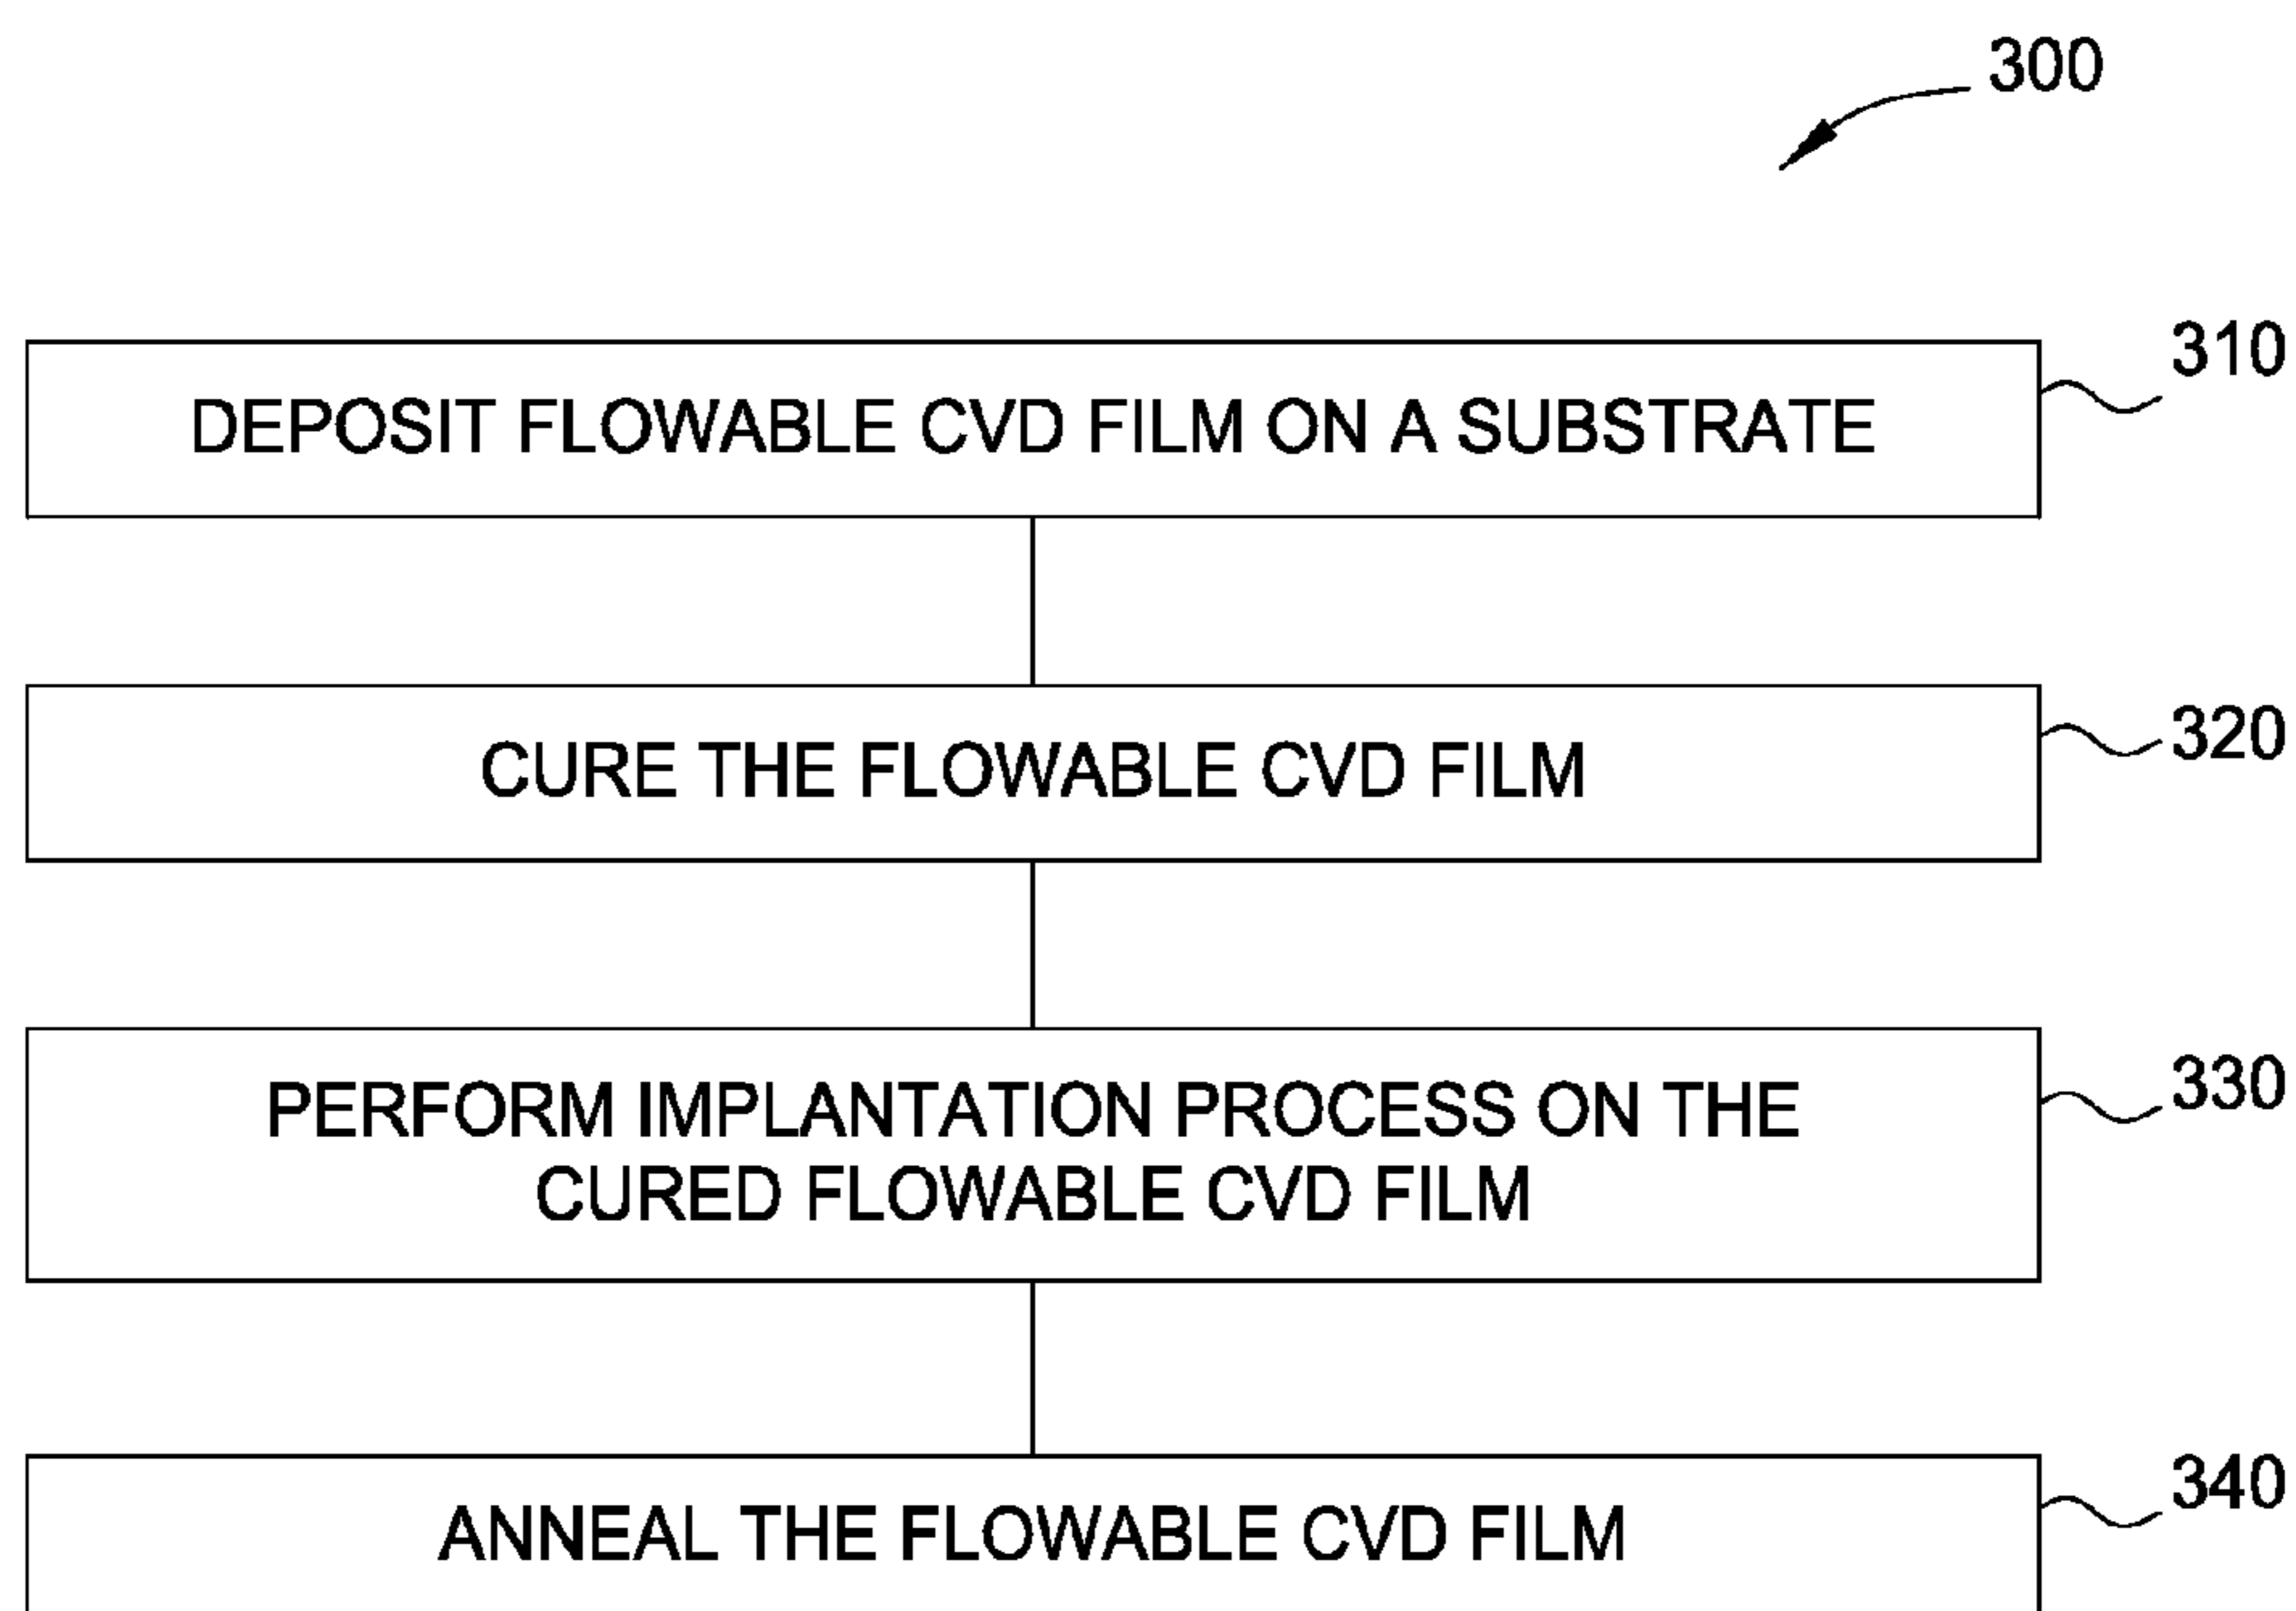 300
310
DEPOSIT FLOWABLE CVD FILM ON A SUBSTRATE
320
CURE THE FLOWABLE CVD FILM
330
PERFORM IMPLANTATION PROCESS ON THE
CURED FLOWABLE CVD FILM
340
ANNEAL THE FLOWABLE CVD FILM